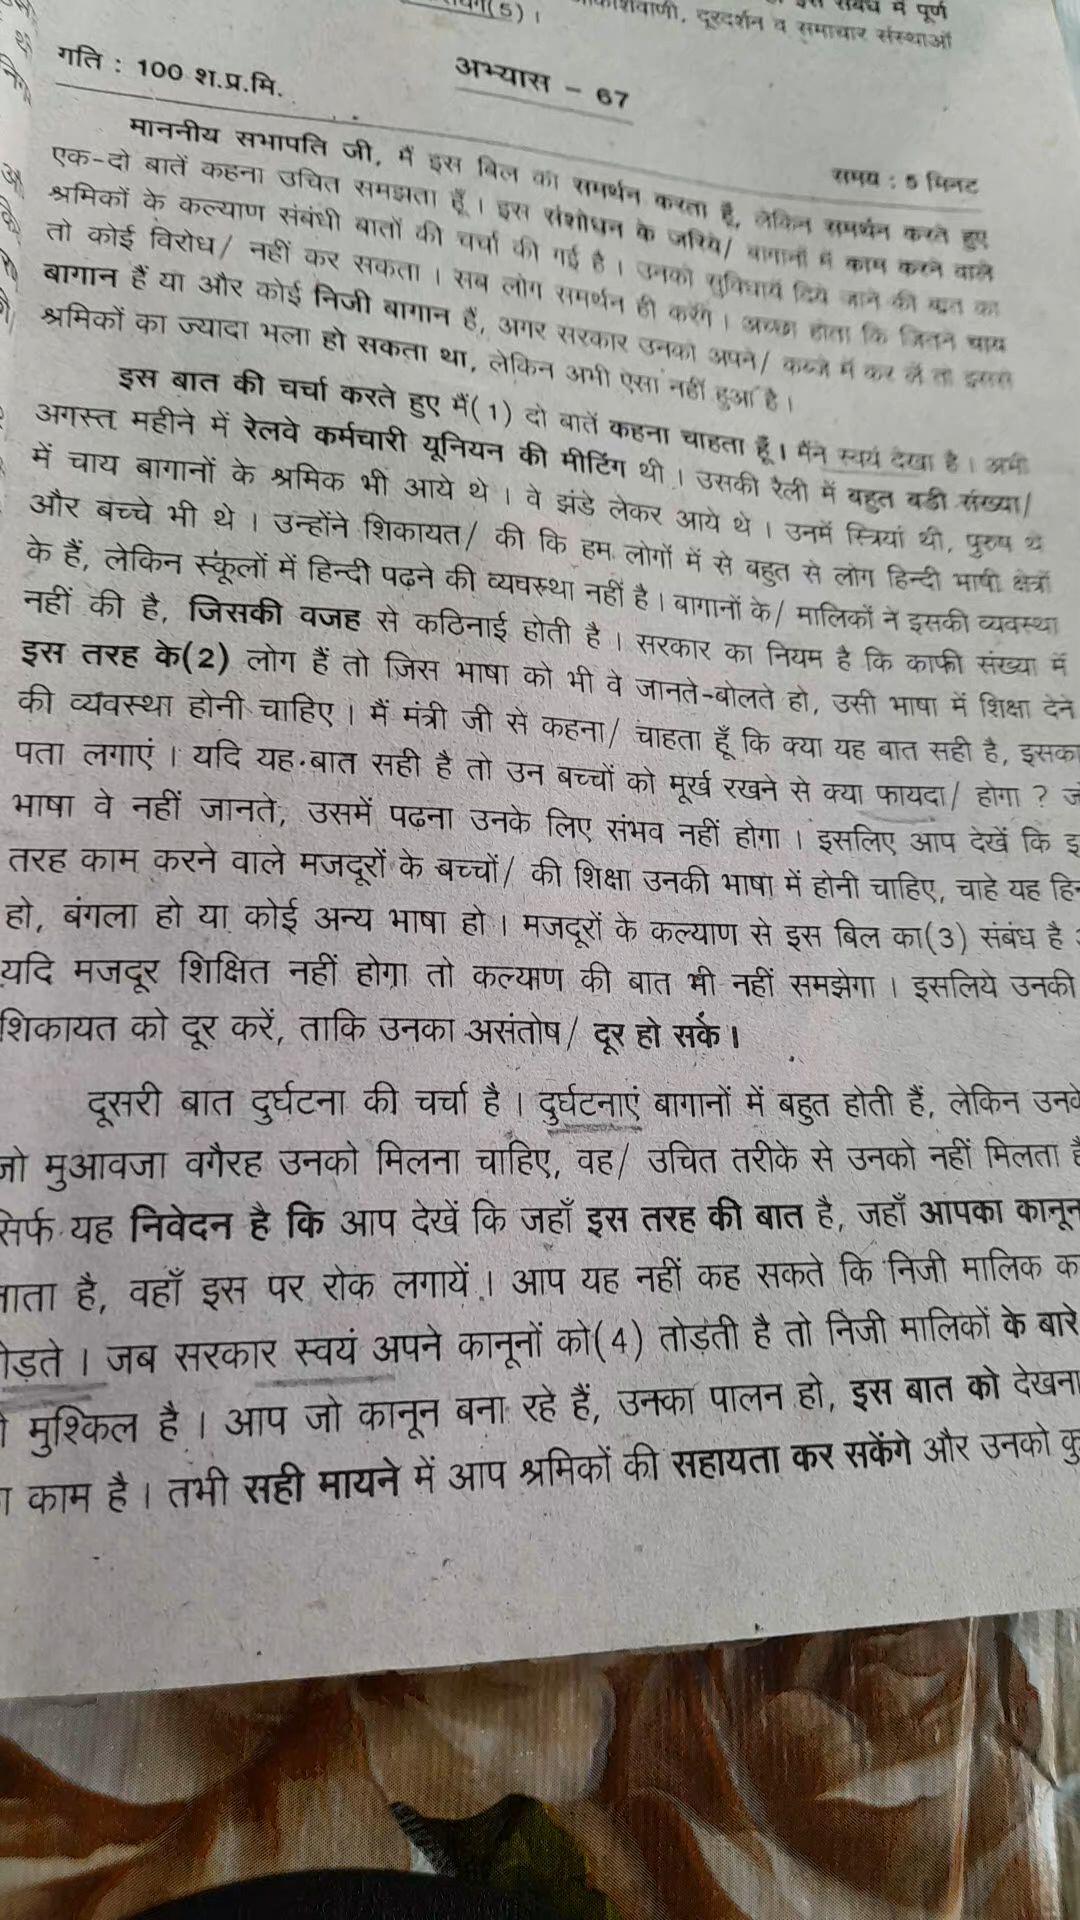 में पूर्ण
दूरदर्शन व समाचार संस्थाओं
(5) ।
गति : 100 श.प्र.मि.
अभ्यास – 67
समय : 5 मिनट
माननीय सभापति जी, मैं इस बिल का समर्थन करता हूँ, लेकिन समर्थन करते हुए
एक-दो बातें कहना उचित समझता हूँ । इस संशोधन के जरिये/ बागानों में काम करने वाले
श्रमिकों के कल्याण संबंधी बातों की चर्चा की गई है । उनको सुविधायें दिये जाने की बात का
तो कोई विरोध/ नहीं कर सकता । सब लोग समर्थन ही करेंगे । अच्छा होता कि जितने चाय
बागान हैं या और कोई निजी बागान हैं, अगर सरकार उनको अपने/ कब्जे में कर लें तो इससे
श्रमिकों का ज्यादा भला हो सकता था, लेकिन अभी ऐसा नहीं हुआ है ।
इस बात की चर्चा करते हुए मैं(1) दो बातें कहना चाहता हूँ । मैंने स्वयं देखा है । अभी
अगस्त महीने में रेलवे कर्मचारी यूनियन की मीटिंग थी । उसकी रैली में बहुत बडी संख्या/
में चाय बागानों के श्रमिक भी आये थे । वे झंडे लेकर आये थे । उनमें स्त्रियां थी, पुरुष थे
और बच्चे भी थे । उन्होंने शिकायत/ की कि हम लोगों में से बहुत से लोग हिन्दी भाषी क्षेत्रों
के हैं, लेकिन स्कूलों में हिन्दी पढ़ने की व्यवस्था नहीं है । बागानों के/ मालिकों ने इसकी व्यवस्था
नहीं की है, जिसकी वजह से कठिनाई होती है । सरकार का नियम है कि काफी संख्या में
इस तरह के(2) लोग हैं तो जिस भाषा को भी वे जानते-बोलते हो, उसी भाषा में शिक्षा देने
की व्यवस्था होनी चाहिए । मैं मंत्री जी से कहना/ चाहता हूँ कि क्या यह बात सही है, इसका
पता लगाएं । यदि यह बात सही है तो उन बच्चों को मूर्ख रखने से क्या फायदा/ होगा ?
भाषा वे नहीं जानते, उसमें पढना उनके लिए संभव नहीं होगा । इसलिए आप देखें कि
तरह काम करने वाले मजदूरों के बच्चों/ की शिक्षा उनकी भाषा में होनी चाहिए, चाहे यह
हो, बंगला हो या कोई अन्य भाषा हो । मजदूरों के कल्याण से इस बिल का(3) संबंध है
यदि मजदूर शिक्षित नहीं होगा तो कल्याण की बात भी नहीं समझेगा । इसलिये उनकी
शिकायत को दूर करें, ताकि उनका असंतोष/ दूर हो सके ।
दूसरी बात दुर्घटना की चर्चा है । दुर्घटनाएं बागानों में बहुत होती हैं, लेकिन
जो मुआवजा वगैरह उनको मिलना चाहिए, वह/ उचित तरीके से उनको नहीं मिलता
सिर्फ यह निवेदन है कि आप देखें कि जहाँ इस तरह की बात है, जहाँ आपका कानून
जाता है, वहाँ इस पर रोक लगायें । आप यह नहीं कह सकते कि निजी मालिक
तोड़ते । जब सरकार स्वयं अपने कानूनों को(4) तोड़ती है तो निजी मालिकों के बारे
मुश्किल है । आप जो कानून बना रहे हैं, उनका पालन हो, इस बात को देखना
काम है । तभी सही मायने में आप श्रमिकों की सहायता कर सकेंगे और उनको